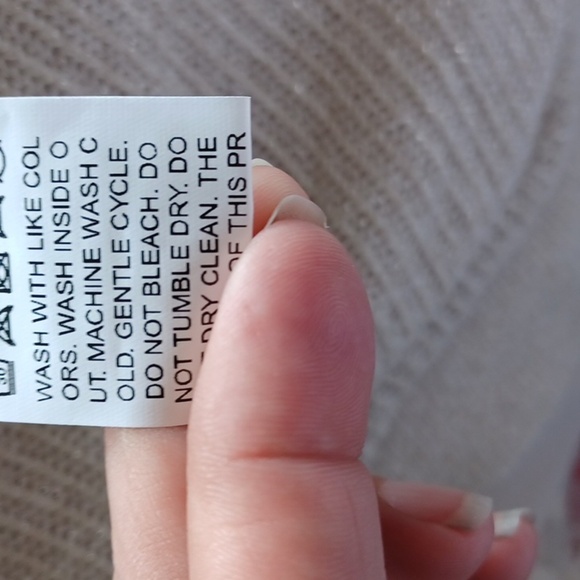 WASH WITH LIKE COL
ORS. WASH INSIDE O
UT. MACHINE WASH C
OLD. GENTLE CYCLE.
DO NOT BLEACH. DO
NOT TUMBLE DRY. DO
DRY CLEAN. THE
OF THIS PR
30